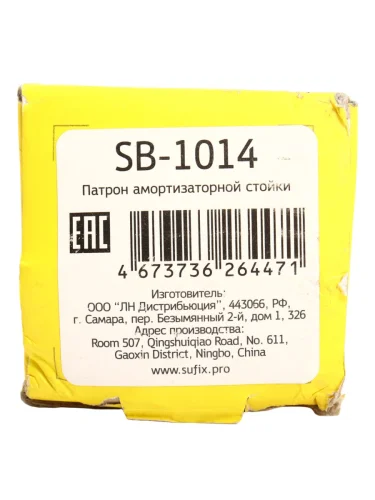 SB-1014
Патрон амортизаторной стойки
EAC
4 673736 264471
Изготовитель:
ООО "ЛН Дистрибьюция", 443066, РФ,
г. Самара, пер. Безымянный 2-й, дом 1, 326
Адрес производства:
Room 507, Qingshuiqiao Road, No. 611,
Gaoxin District, Ningbo, China
www.sufix.pro